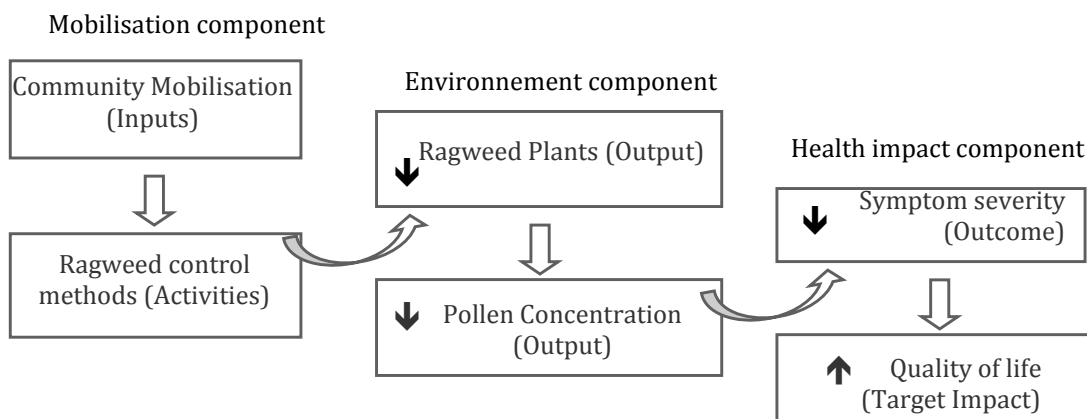 Mobilisation component
Community Mobilisation
(Inputs)
Ragweed control
methods (Activities)
Environnement component
Ragweed Plants (Output)
Pollen Concentration
(Output)
Health impact component
Symptom severity
(Outcome)
Quality of life
(Target Impact)